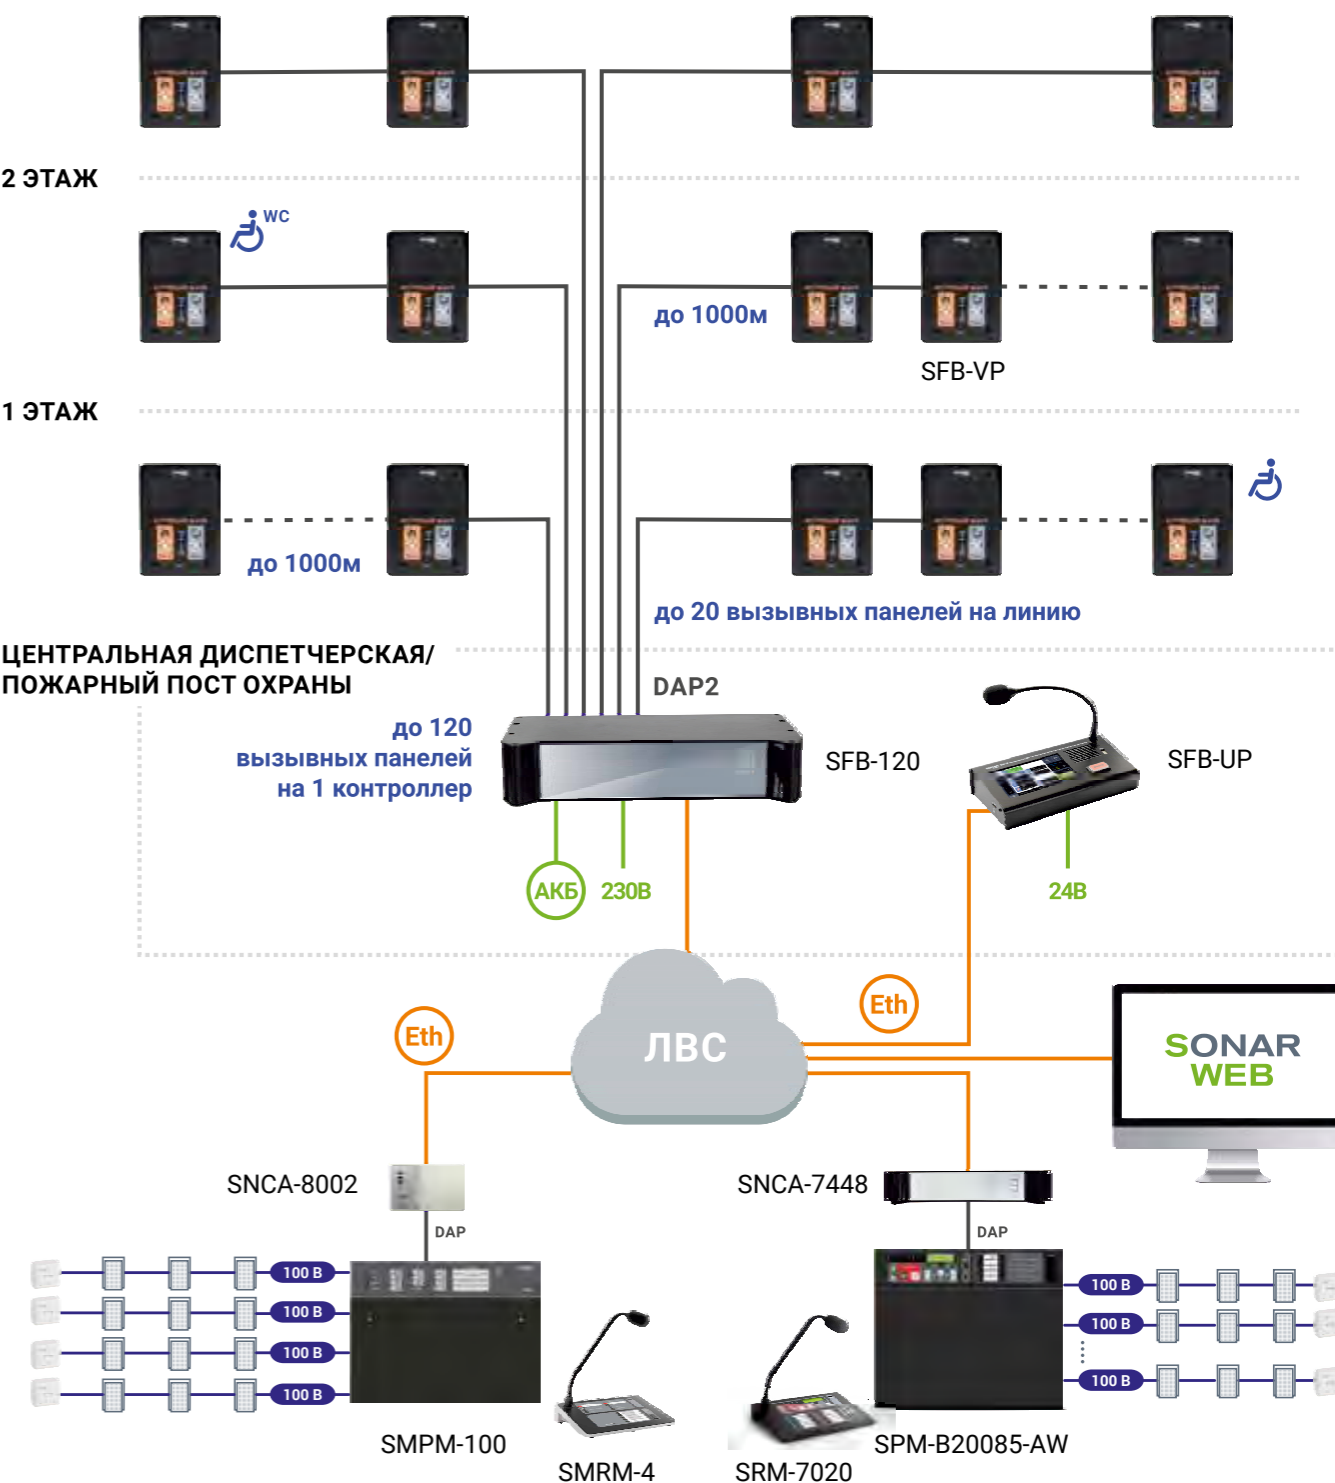 2 ЭТАЖ
WC
до 1000м
SFB-VP
1 ЭТАЖ
до 1000м
до 20 вызывных панелей на линию
ЦЕНТРАЛЬНАЯ ДИСПЕТЧЕРСКАЯ/
ПОЖАРНЫЙ ПОСТ ОХРАНЫ
DAP2
до 120
вызывных панелей
на 1 контроллер
SFB-120
SFB-UP
АКБ
230В
24В
Eth
Eth
ЛВС
SONAR
WEB
SNCA-8002
SNCA-7448
DAP
DAP
100 В
100 В
100 В
100 В
100 В
100 В
100 В
SMPM-100
SPM-B20085-AW
SMRM-4
SRM-7020